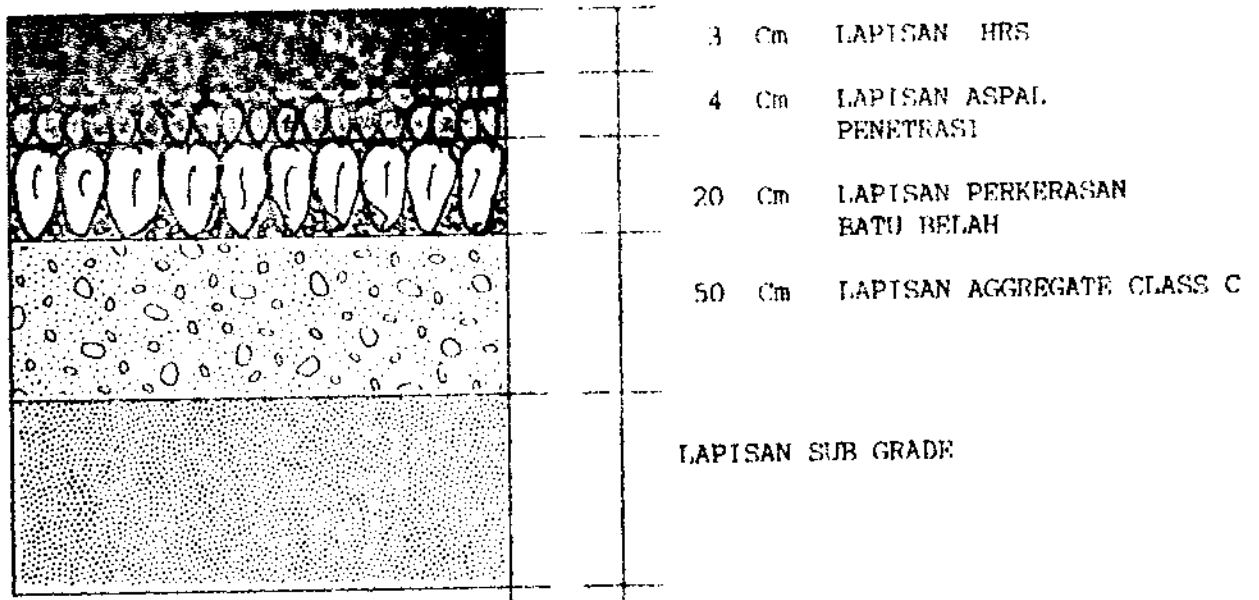 3 Cm LAPISAN HRS
4 Cm LAPISAN ASPAL
PENETRASI
20 Cm LAPISAN PERKERASAN
BATU BELAH
50 Cm LAPISAN AGGREGATE CLASS C
LAPISAN SUB GRADE